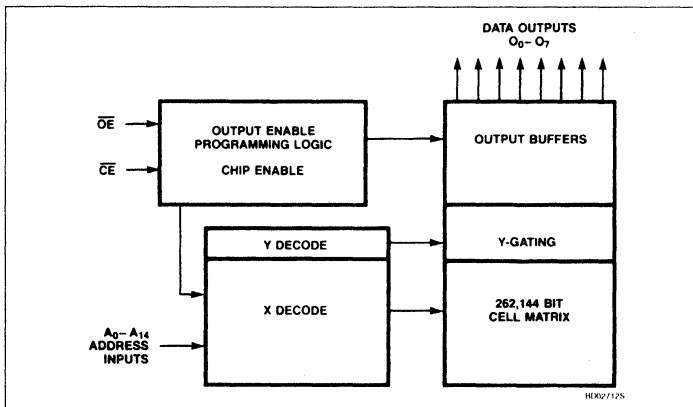 DATA OUTPUTS
O₀– O₇
OE
CE
OUTPUT ENABLE
PROGRAMMING LOGIC
CHIP ENABLE
OUTPUT BUFFERS
Y DECODE
Y-GATING
X DECODE
262,144 BIT
CELL MATRIX
A₀– A₁₄
ADDRESS
INPUTS
BD02712S